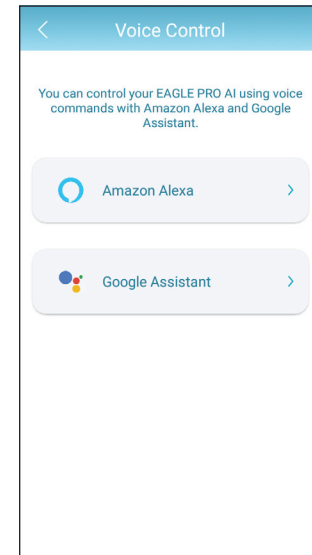 Voice Control
You can control your EAGLE PRO AI using voice
commands with Amazon Alexa and Google
Assistant.
Amazon Alexa
Google Assistant